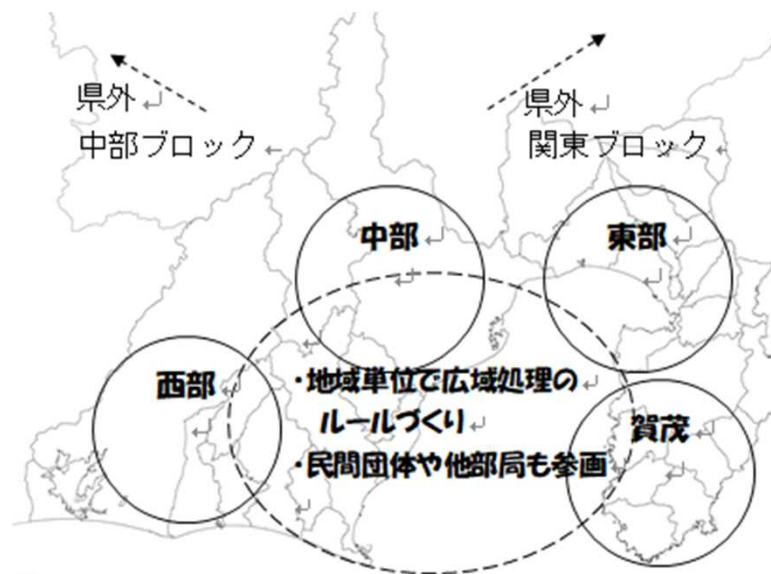 県外
中部ブロック
県外
関東ブロック
中部
東部
西部
・地域単位で広域処理の
ルールづくり
・民間団体や他部局も参画
賀茂